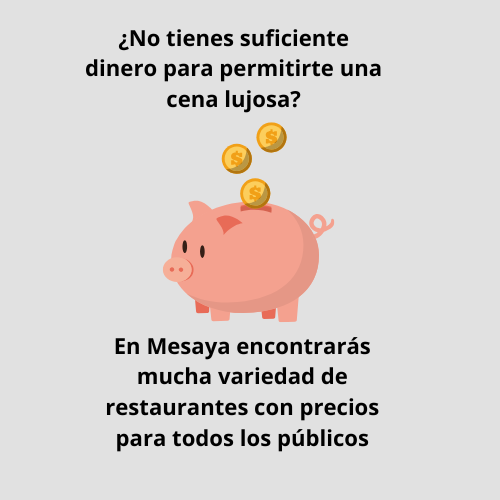 ¿No tienes suficiente
dinero para permitirte una
cena lujosa?
$
$
$
En Mesaya encontrarás
mucha variedad de
restaurantes con precios
para todos los públicos